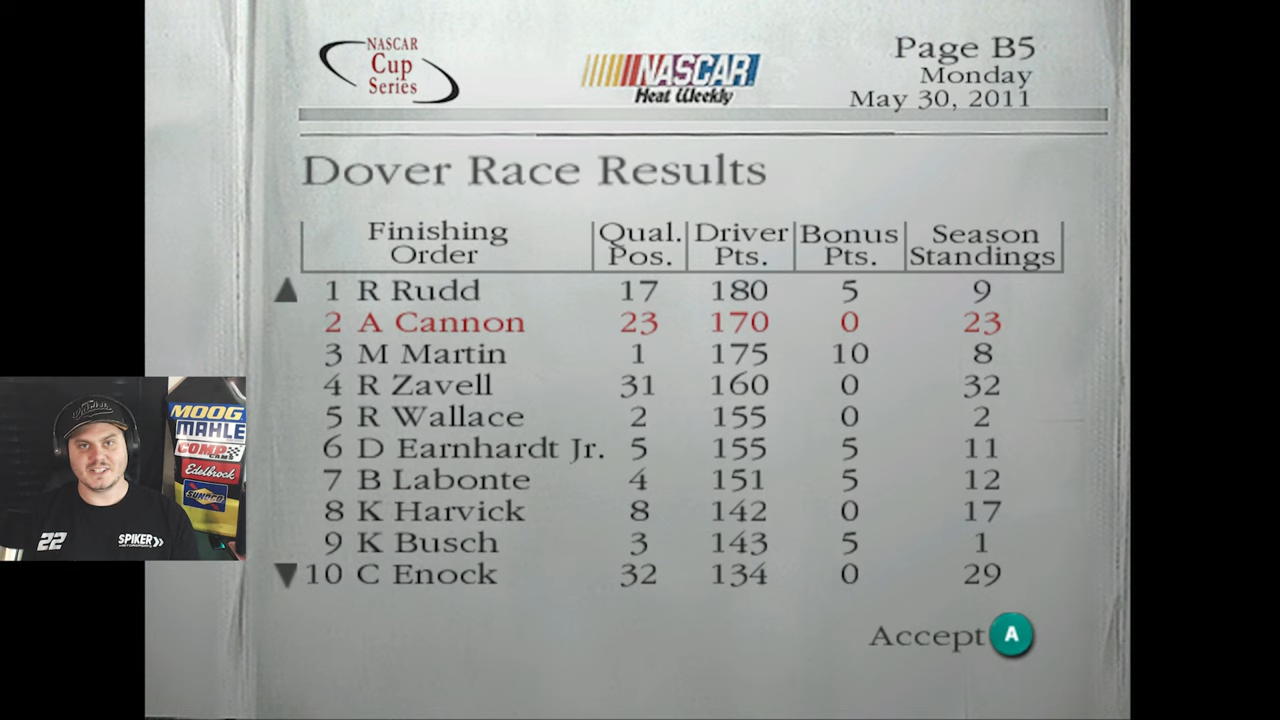 NASCAR
Cup
Series
NASCAR
Heat Weekly
Page B5
Monday
May 30, 2011
Dover Race Results
Finishing Order Qual. Pos. Driver Pts. Bonus Pts. Season Standings
1 R Rudd 17 180 5 9
2 A Cannon 23 170 0 23
3 M Martin 1 175 10 8
4 R Zavell 31 160 0 32
5 R Wallace 2 155 0 2
6 D Earnhardt Jr. 5 155 5 11
7 B Labonte 4 151 5 12
8 K Harvick 8 142 0 17
9 K Busch 3 143 5 1
10 C Enock 32 134 0 29
Accept A
MOOG
MAHLE
COMP
CAMS
Edelbrock
SUNOCO
22
SPIKER